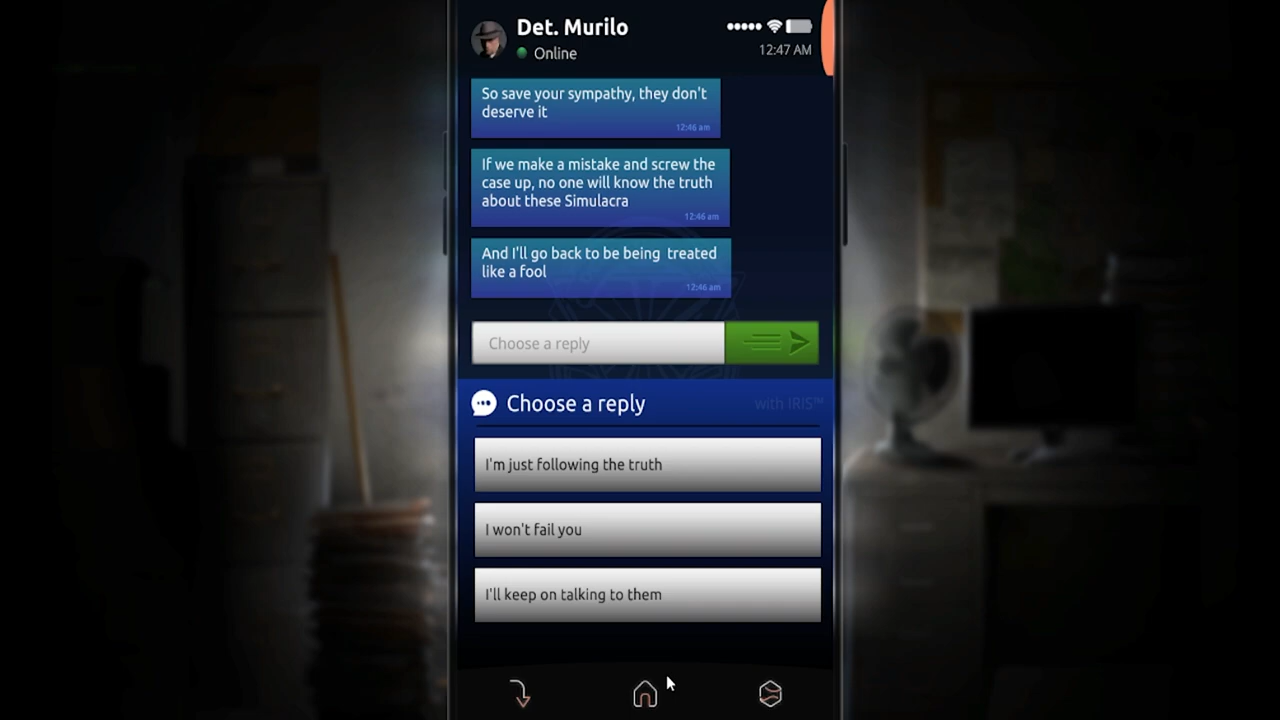 Det. Murilo
Online
12:47 AM
So save your sympathy, they don't
deserve it
12:46 am
If we make a mistake and screw the
case up, no one will know the truth
about these Simulacra
12:46 am
And I'll go back to be being  treated
like a fool
12:46 am
Choose a reply
Choose a reply
with IRIS™
I'm just following the truth
I won't fail you
I'll keep on talking to them